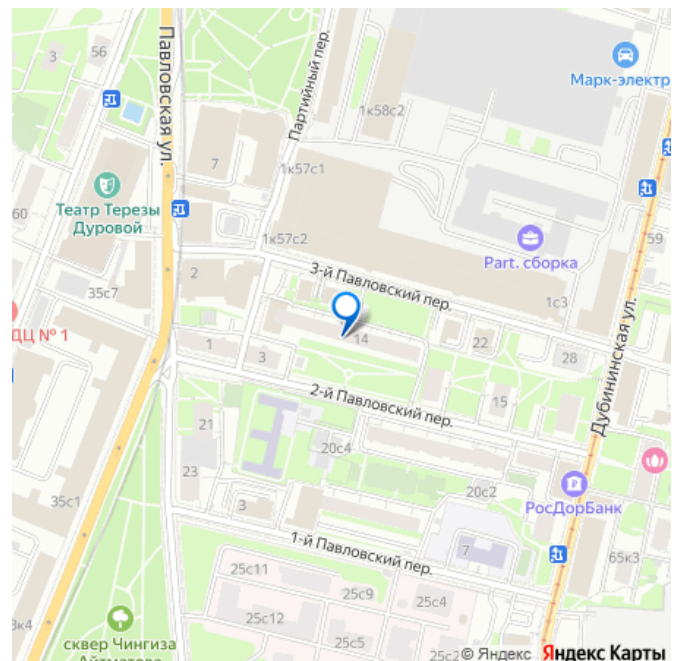 3
56
Павловская ул.
Партийный пер.
Марк-электр
1к58с2
7
1к57с1
Театр Терезы
Дуровой
60
1к57с2
59
Part. сборка
3-й Павловский пер.
35с7
2
1с3
ДЦ № 1
1
3
14
22
28
Дубининская ул.
2-й Павловский пер.
15
21
20с4
23
20с2
РосДорБанк
35с1
3
1-й Павловский пер.
7
65к3
25с11
25с9
25с4
25с12
3к4
сквер Чингиза
Айтматова
25с5
25с2
© Яндекс Яндекс Карты